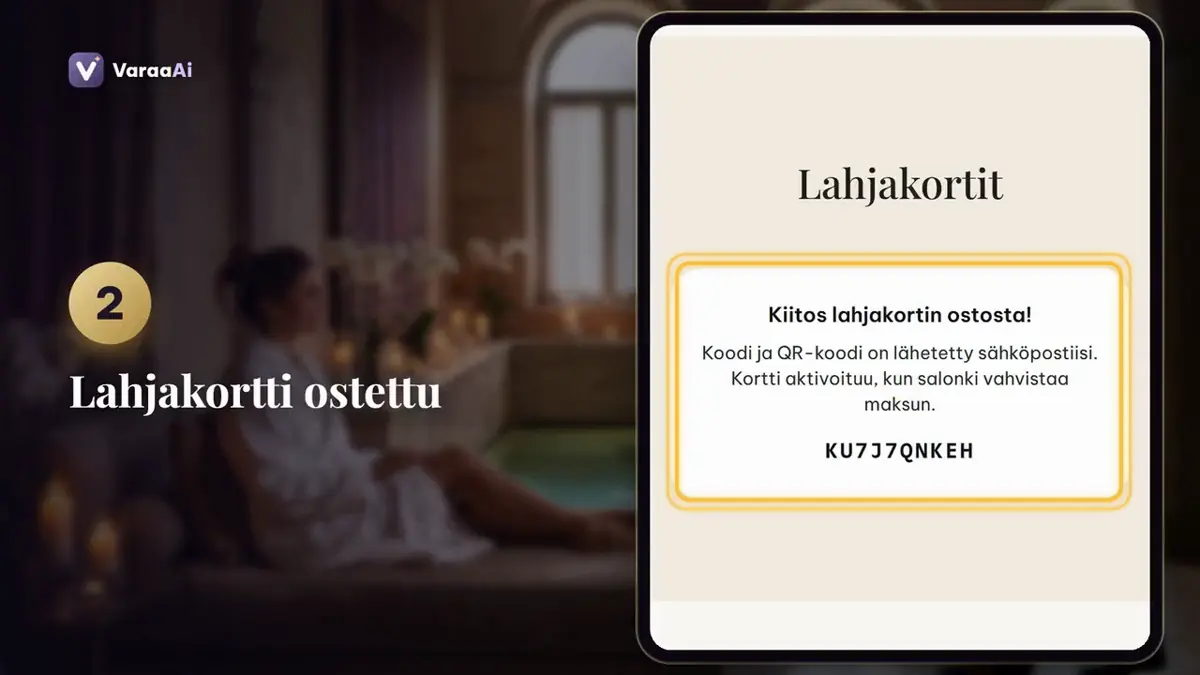 VaraaAi
2
Lahjakortti ostettu
Lahjakortit
Kiitos lahjakortin ostosta!
Koodi ja QR-koodi on lähetetty sähköpostiisi.
Kortti aktivoituu, kun salonki vahvistaa
maksun.
KU7J7QNKEH